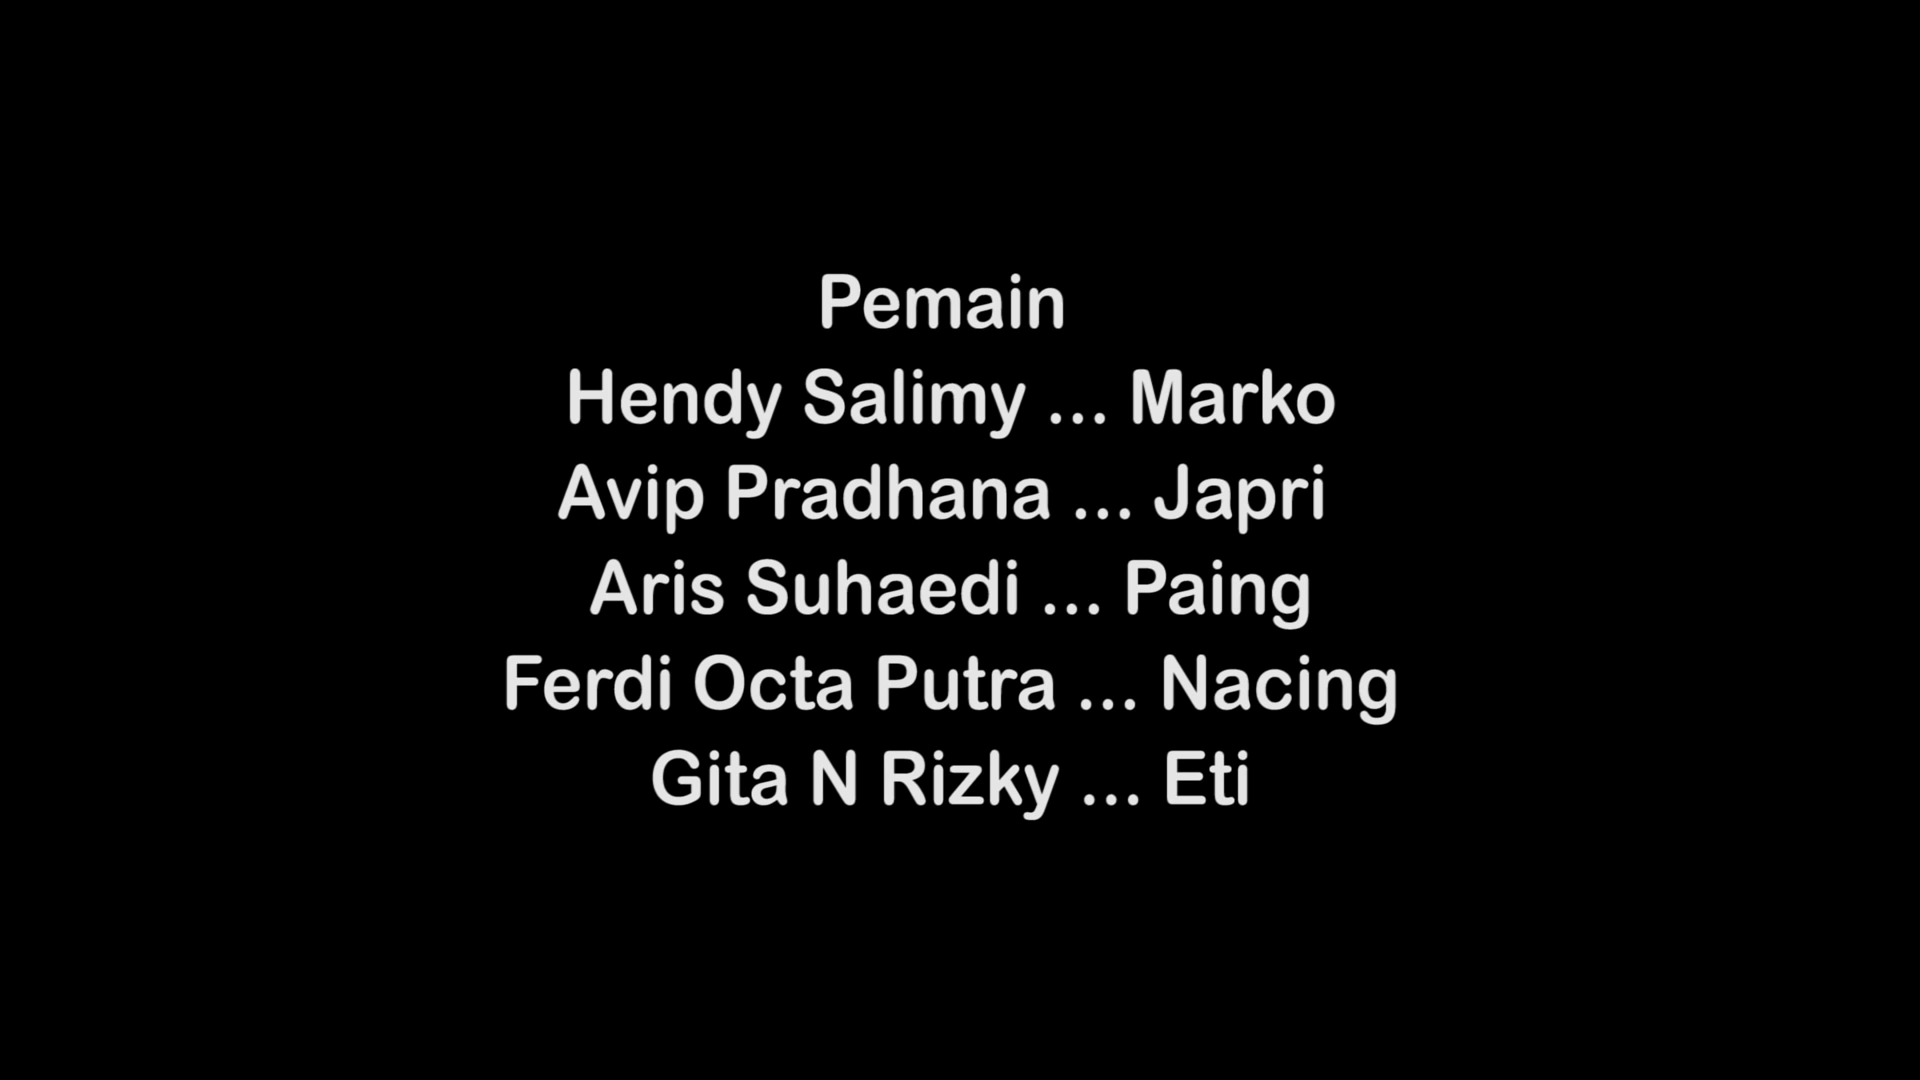 Pemain
Hendy Salimy ... Marko
Avip Pradhana ... Japri
Aris Suhaedi ... Paing
Ferdi Octa Putra ... Nacing
Gita N Rizky ... Eti